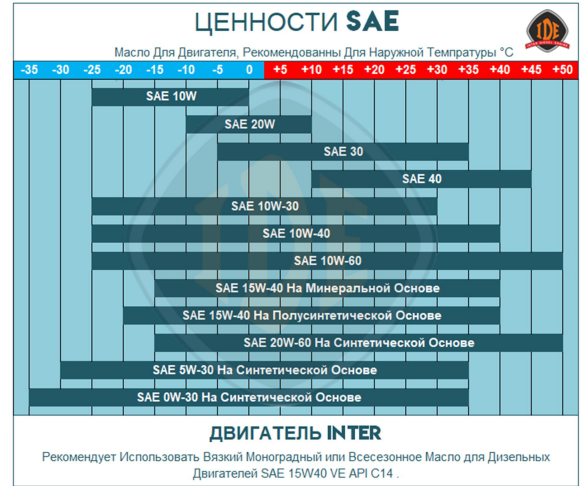 ЦЕННОСТИ SAE
IDE
Масло Для Двигателя, Рекомендованны Для Наружной Темпратуры °C
-35 -30 -25 -20 -15 -10 -5 0 +5 +10 +15 +20 +25 +30 +35 +40 +45 +50
SAE 10W
SAE 20W
SAE 30
SAE 40
SAE 10W-30
SAE 10W-40
SAE 10W-60
SAE 15W-40 На Минеральной Основе
SAE 15W-40 На Полусинтетической Основе
SAE 20W-60 На Синтетической Основе
SAE 5W-30 На Синтетической Основе
SAE 0W-30 На Синтетической Основе
IDE
ДВИГАТЕЛЬ INTER
Рекомендует Использовать Вязкий Моноградный или Всесезонное Масло для Дизельных
Двигателей SAE 15W40 VE API C14 .